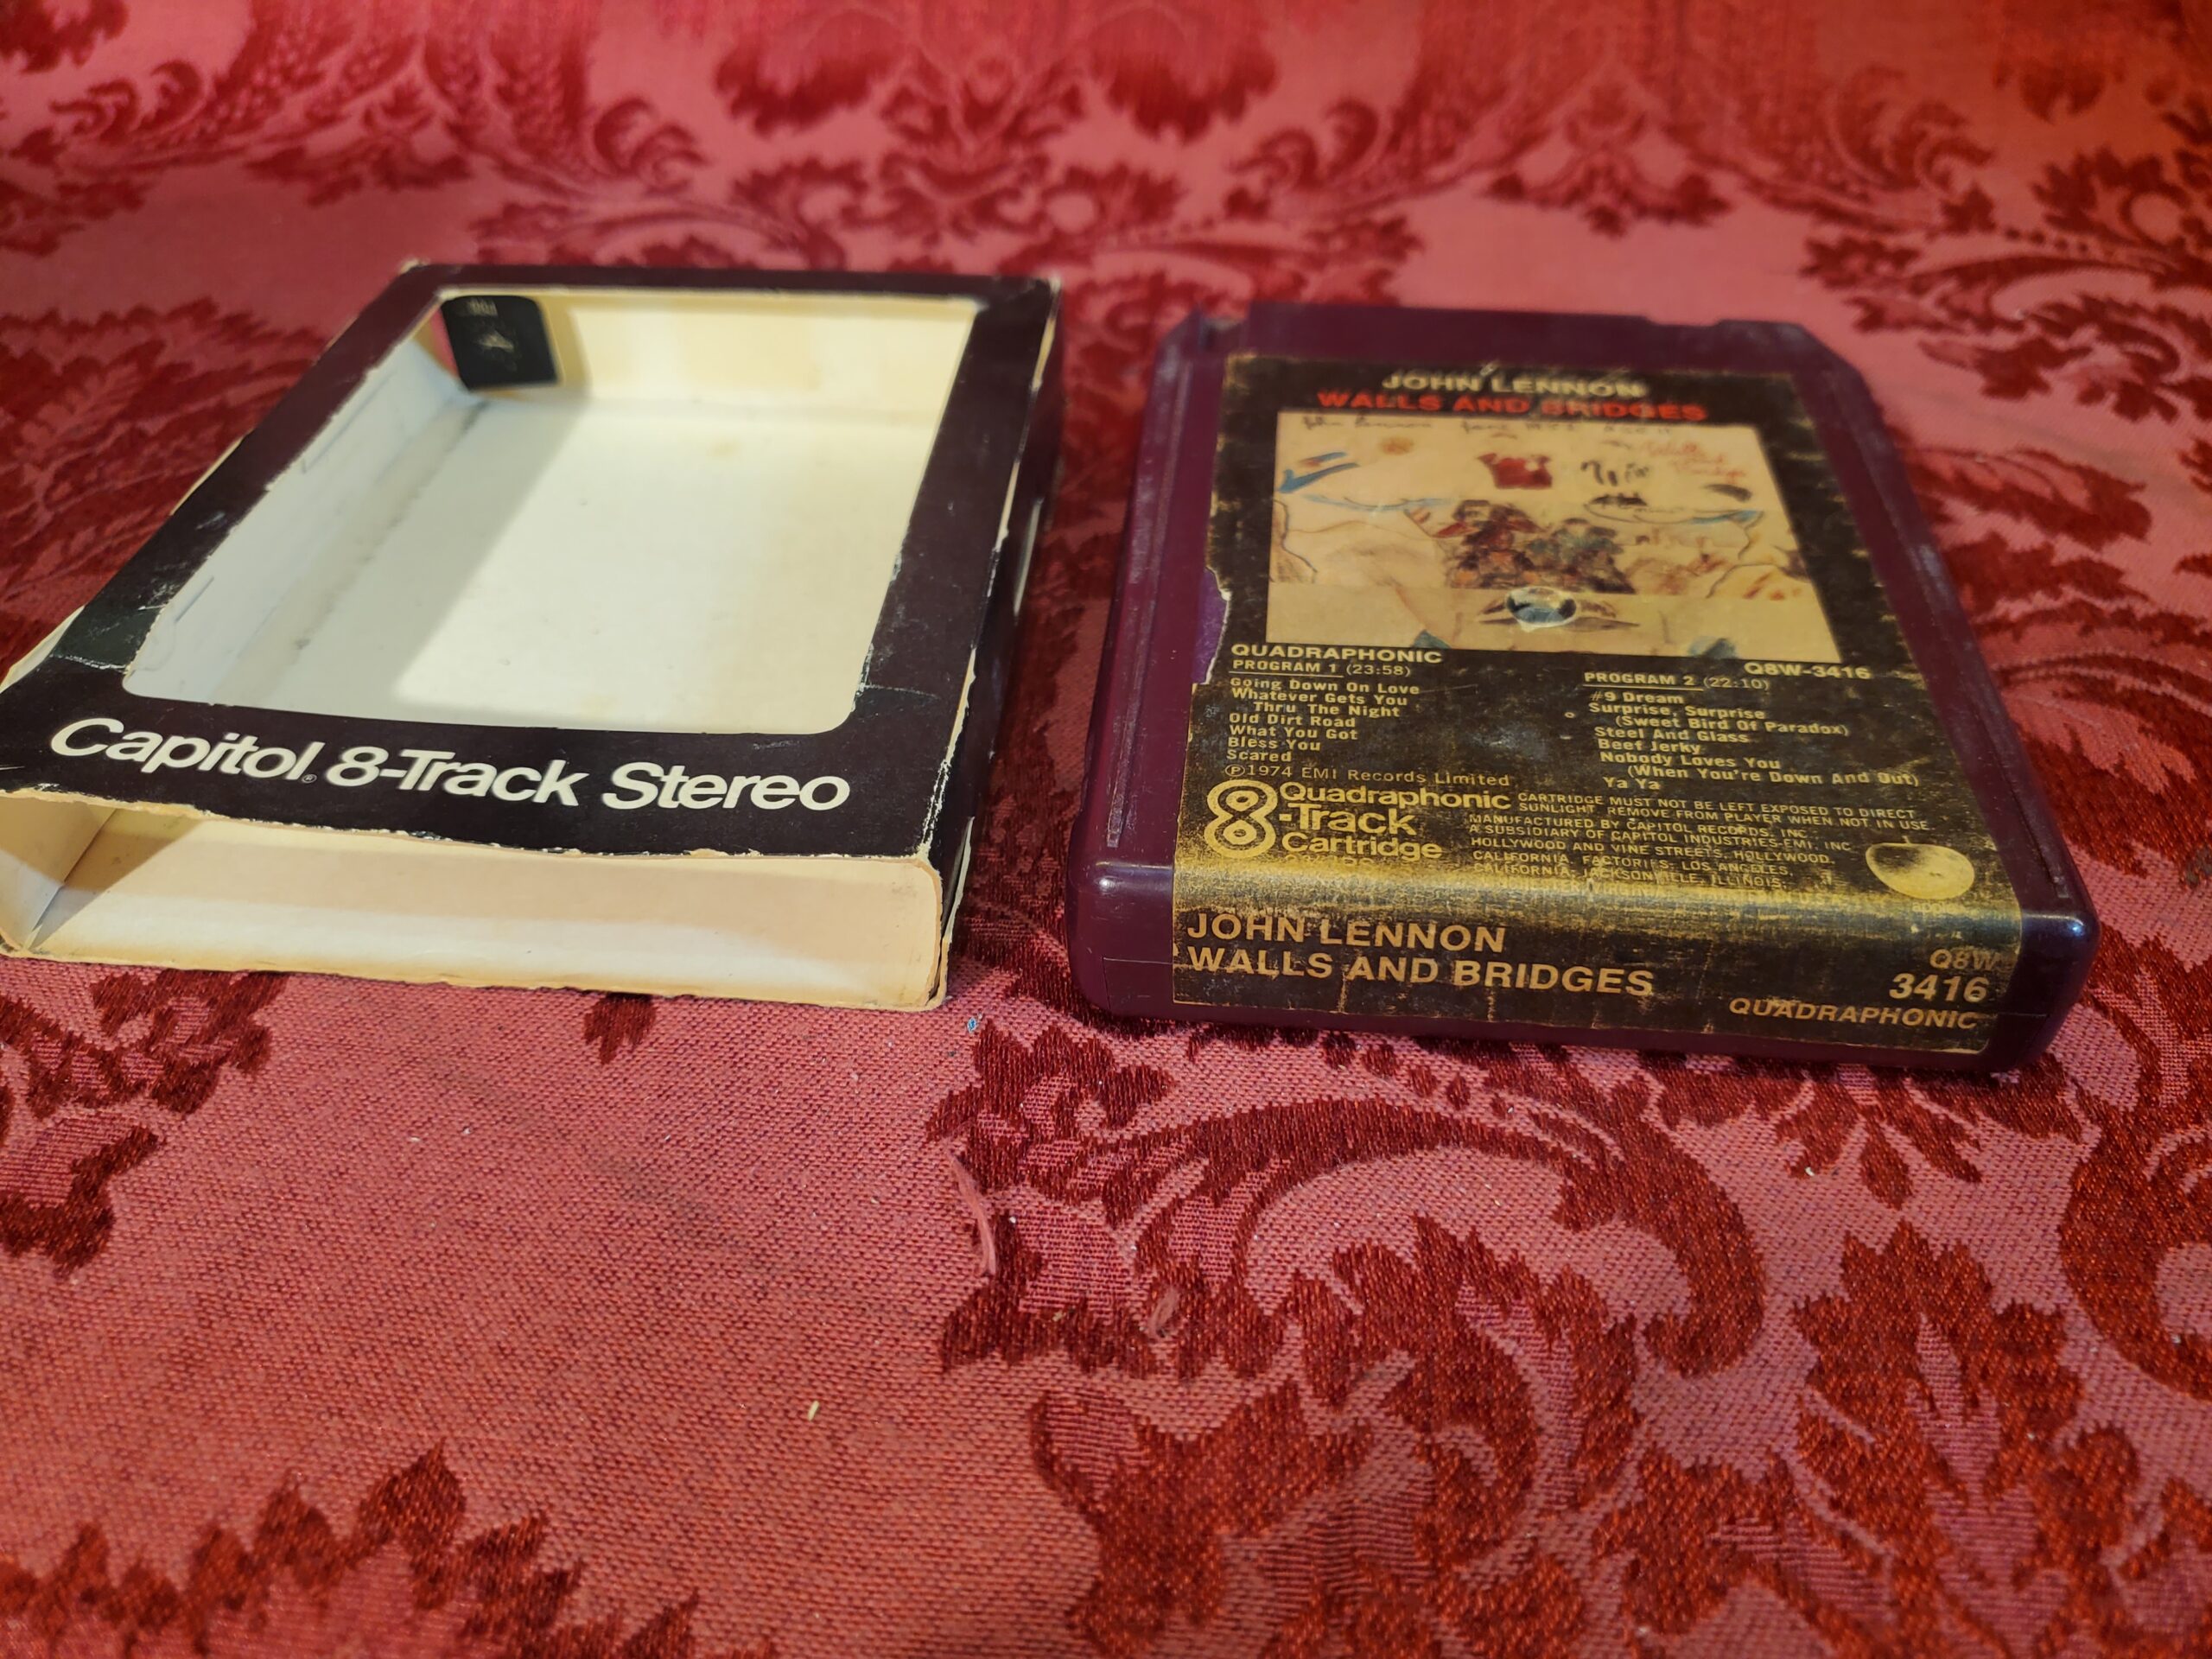 Capitol® 8-Track Stereo
JOHN LENNON
WALLS AND BRIDGES
QUADRAPHONIC
Q8W-3416
PROGRAM 1 (23:58)
Going Down On Love
Whatever Gets You
Thru The Night
Old Dirt Road
What You Got
Bless You
Scared
PROGRAM 2 (22:10)
#9 Dream
Surprise, Surprise
(Sweet Bird Of Paradox)
Steel And Glass
Beef Jerky
Nobody Loves You
(When You're Down And Out)
Ya Ya
℗1974 EMI Records Limited
8
Quadraphonic
-Track
Cartridge
CARTRIDGE MUST NOT BE LEFT EXPOSED TO DIRECT
SUNLIGHT. REMOVE FROM PLAYER WHEN NOT IN USE.
MANUFACTURED BY CAPITOL RECORDS, INC.
A SUBSIDIARY OF CAPITOL INDUSTRIES-EMI, INC
HOLLYWOOD AND VINE STREETS, HOLLYWOOD,
CALIFORNIA. FACTORIES: LOS ANGELES,
CALIFORNIA; JACKSONVILLE, ILLINOIS;
JOHN LENNON
WALLS AND BRIDGES
Q8W
3416
QUADRAPHONIC